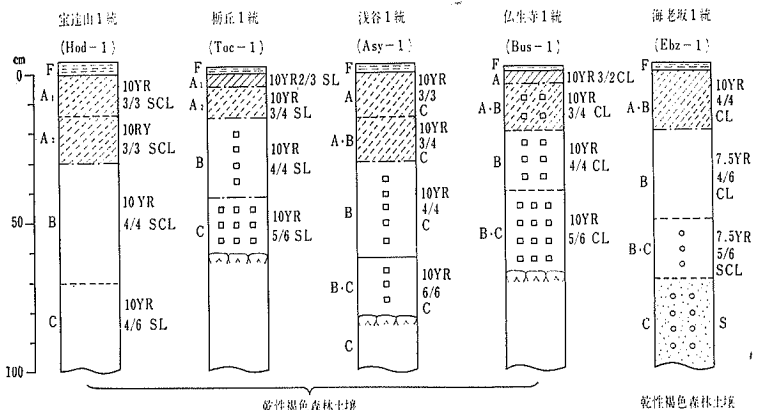 宝達山1統
(Hod-1)
cm
0
50
100
F
A₁
10YR
3/3 SCL
A₂
10RY
3/3 SCL
B
10YR
4/4 SCL
C
10YR
4/6 SL
栃丘1統
(Toc-1)
F
A₁
10YR2/3 SL
A₂
10YR
3/4 SL
B
10YR
4/4 SL
C
10YR
5/6 SL
浅谷1統
(Asy-1)
F
A
10YR
3/3
C
A·B
10YR
3/4
C
B
10YR
4/4
C
B·C
10YR
6/6
C
C
仏生寺1統
(Bus-1)
F
A
10YR3/2CL
A·B
10YR
3/4 CL
B
10YR
4/4 CL
B·C
10YR
5/6 CL
海老坂1統
(Ebz-1)
F
A·B
10YR
4/4
CL
B
7.5YR
4/6
CL
B·C
7.5YR
5/6
SCL
C
S
乾性褐色森林土壌
乾性褐色森林土壌